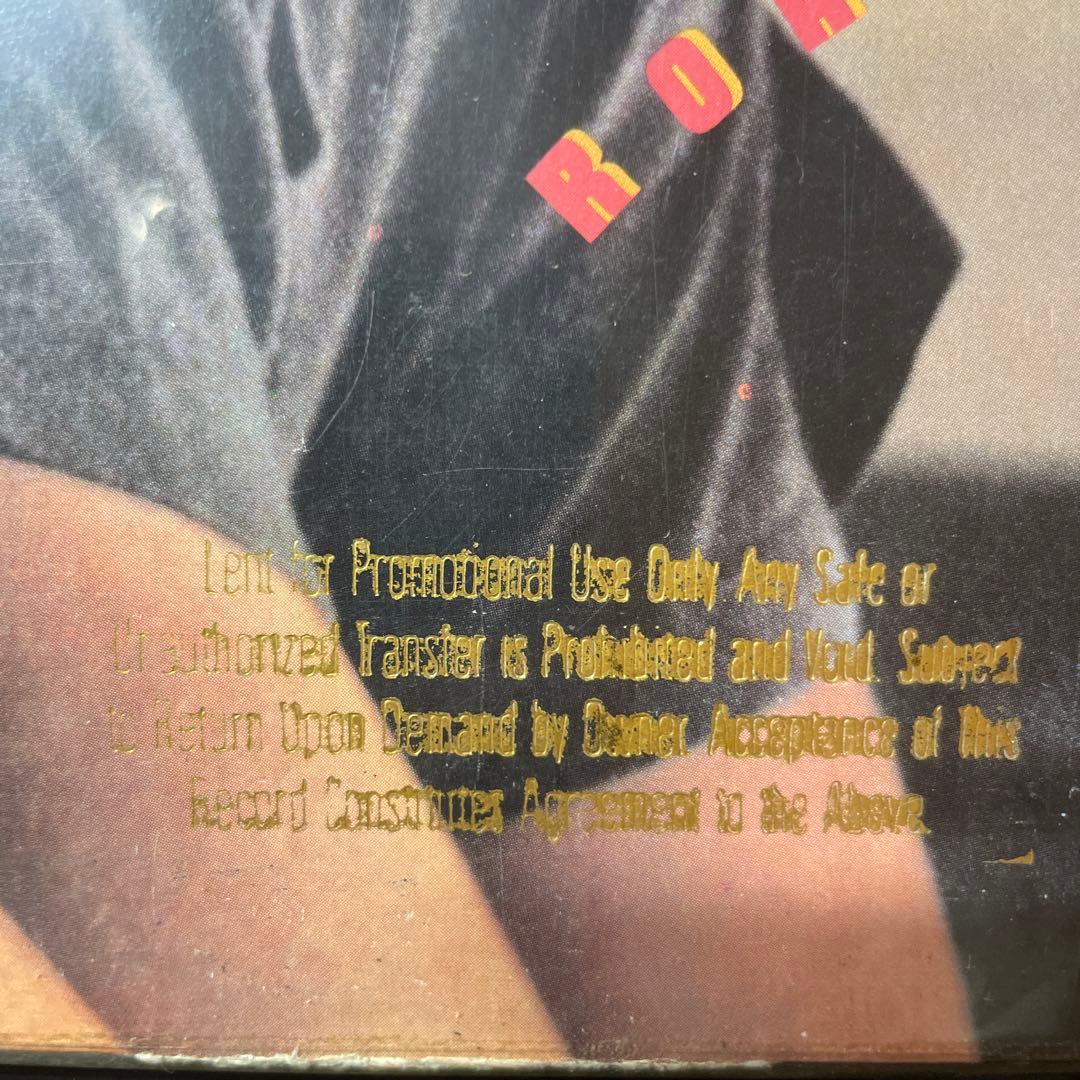 RO
Lent for Promotional Use Only Any Sale or
Unauthorized Transfer is Prohibited and Void. Subject
to Return Upon Demand by Owner. Acceptance of This
Record Constitutes Agreement to the Above.